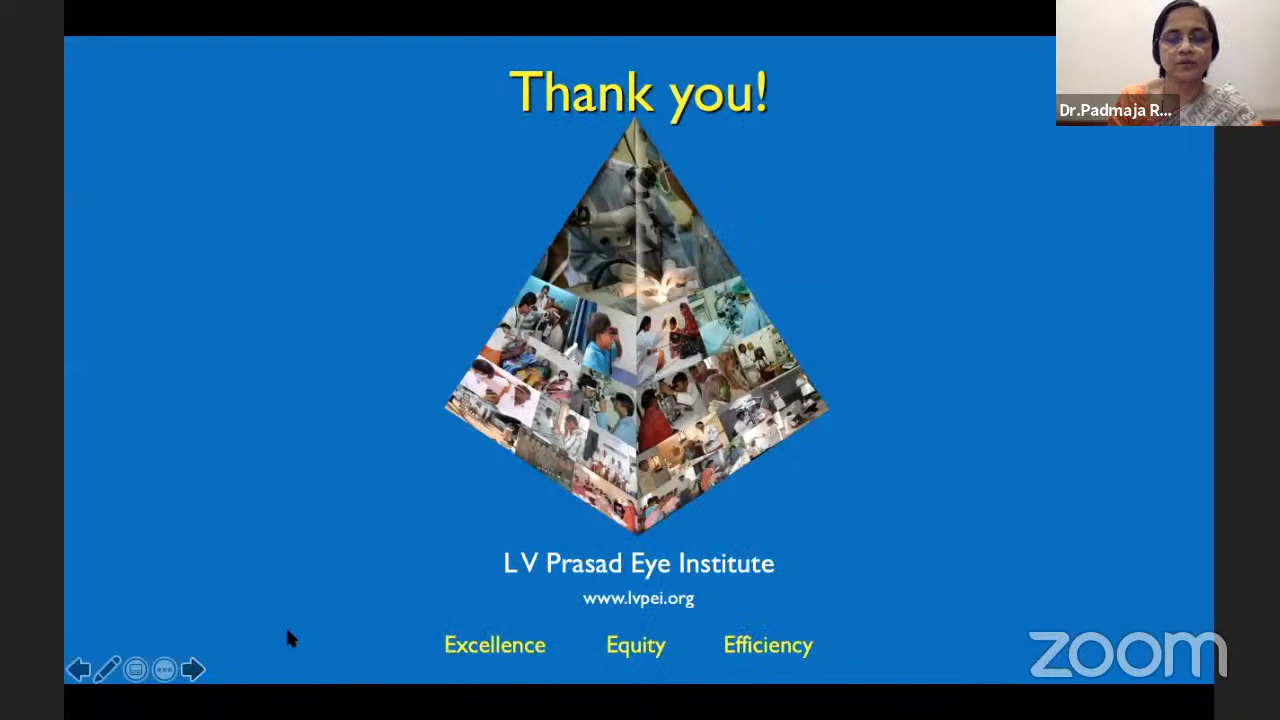 Thank you!
Dr.Padmaja R...
L V Prasad Eye Institute
www.lvpei.org
Excellence Equity Efficiency
zoom